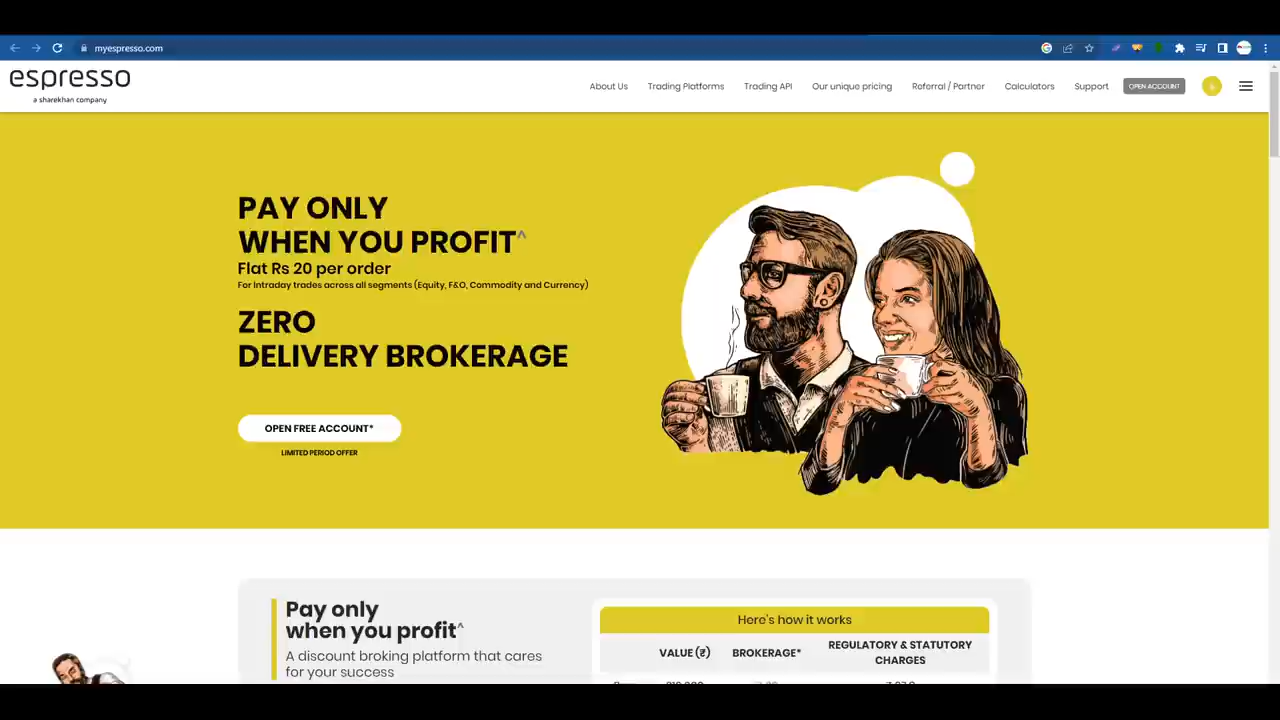 myespresso.com
espresso
a sharekhan company
About Us
Trading Platforms
Trading API
Our unique pricing
Referral / Partner
Calculators
Support
OPEN ACCOUNT
PAY ONLY
WHEN YOU PROFIT^
Flat Rs 20 per order
For Intraday trades across all segments (Equity, F&O, Commodity and Currency)
ZERO
DELIVERY BROKERAGE
OPEN FREE ACCOUNT*
LIMITED PERIOD OFFER
Pay only
when you profit^
A discount broking platform that cares
for your success
Here's how it works
VALUE (₹)
BROKERAGE*
REGULATORY & STATUTORY
CHARGES